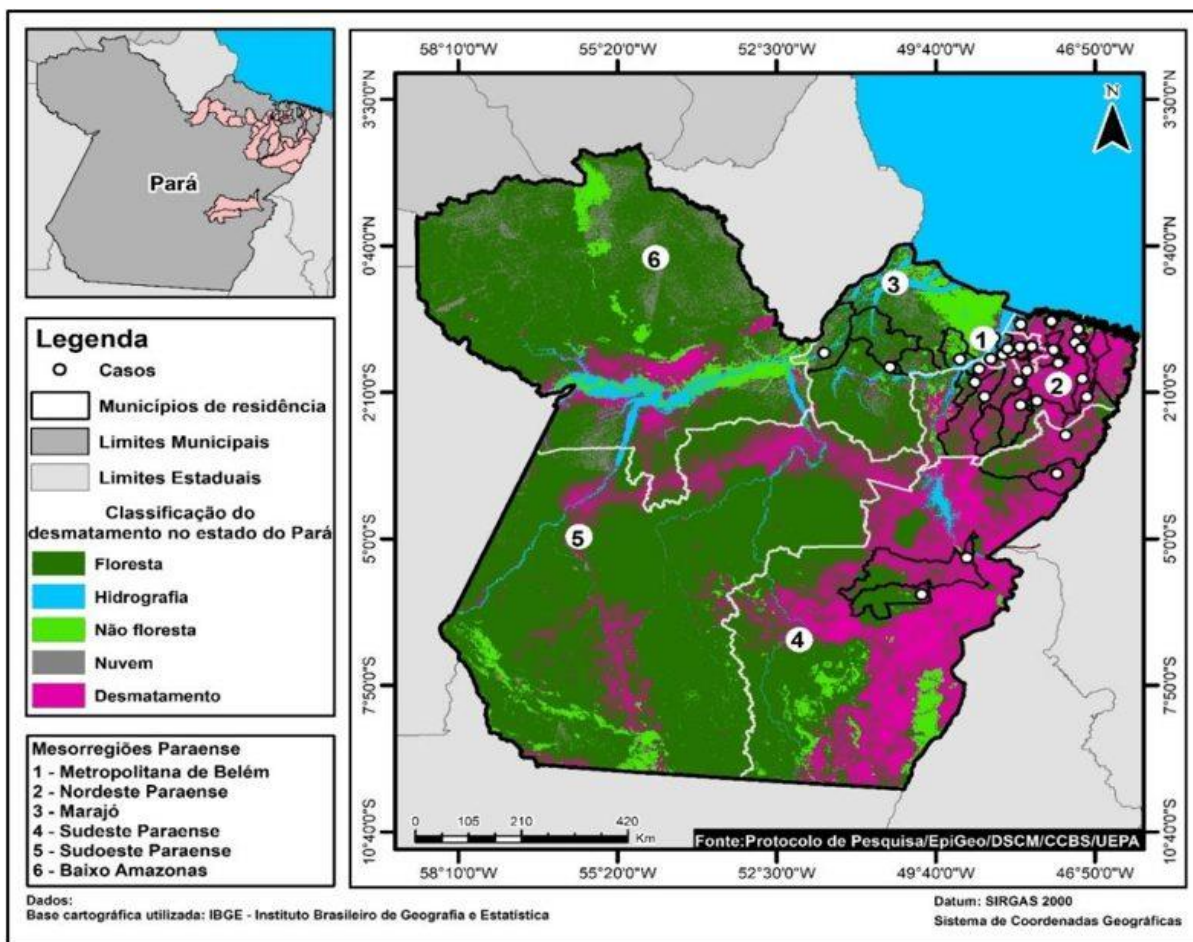 Pará
Legenda
Casos
Municípios de residência
Limites Municipais
Limites Estaduais
Classificação do
desmatamento no estado do Pará
Floresta
Hidrografia
Não floresta
Nuvem
Desmatamento
Mesorregiões Paraense
1 - Metropolitana de Belém
2 - Nordeste Paraense
3 - Marajó
4 - Sudeste Paraense
5 - Sudoeste Paraense
6 - Baixo Amazonas
58°10'0"W 55°20'0"W 52°30'0"W 49°40'0"W 46°50'0"W
3°30'0"N
0°40'0"N
2°10'0"S
5°0'0"S
7°50'0"S
10°40'0"S
N
6
3
1
2
5
4
3°30'0"N
0°40'0"N
2°10'0"S
5°0'0"S
7°50'0"S
10°40'0"S
0 105 210 420
Km
Fonte:Protocolo de Pesquisa/EpiGeo/DSCM/CCBS/UEPA
58°10'0"W 55°20'0"W 52°30'0"W 49°40'0"W 46°50'0"W
Dados:
Base cartográfica utilizada: IBGE - Instituto Brasileiro de Geografia e Estatística
Datum: SIRGAS 2000
Sistema de Coordenadas Geográficas